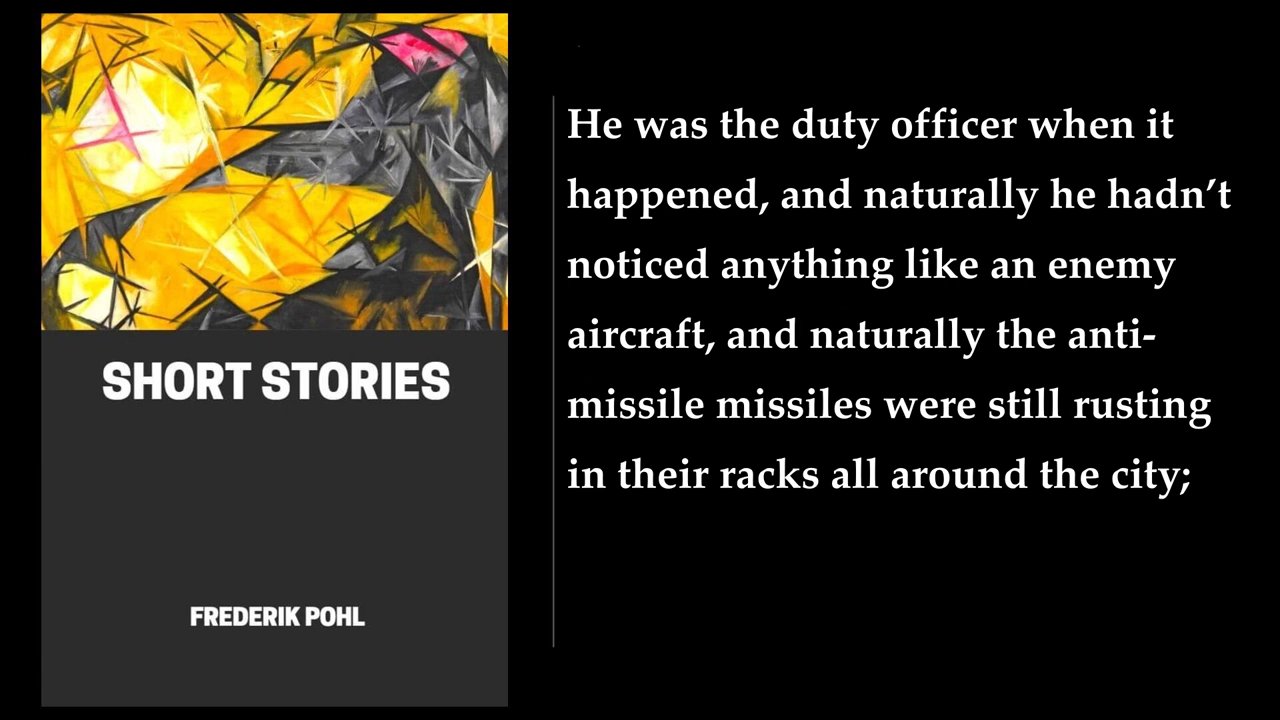 SHORT STORIES
FREDERIK POHL
He was the duty officer when it
happened, and naturally he hadn’t
noticed anything like an enemy
aircraft, and naturally the anti-
missile missiles were still rusting
in their racks all around the city;